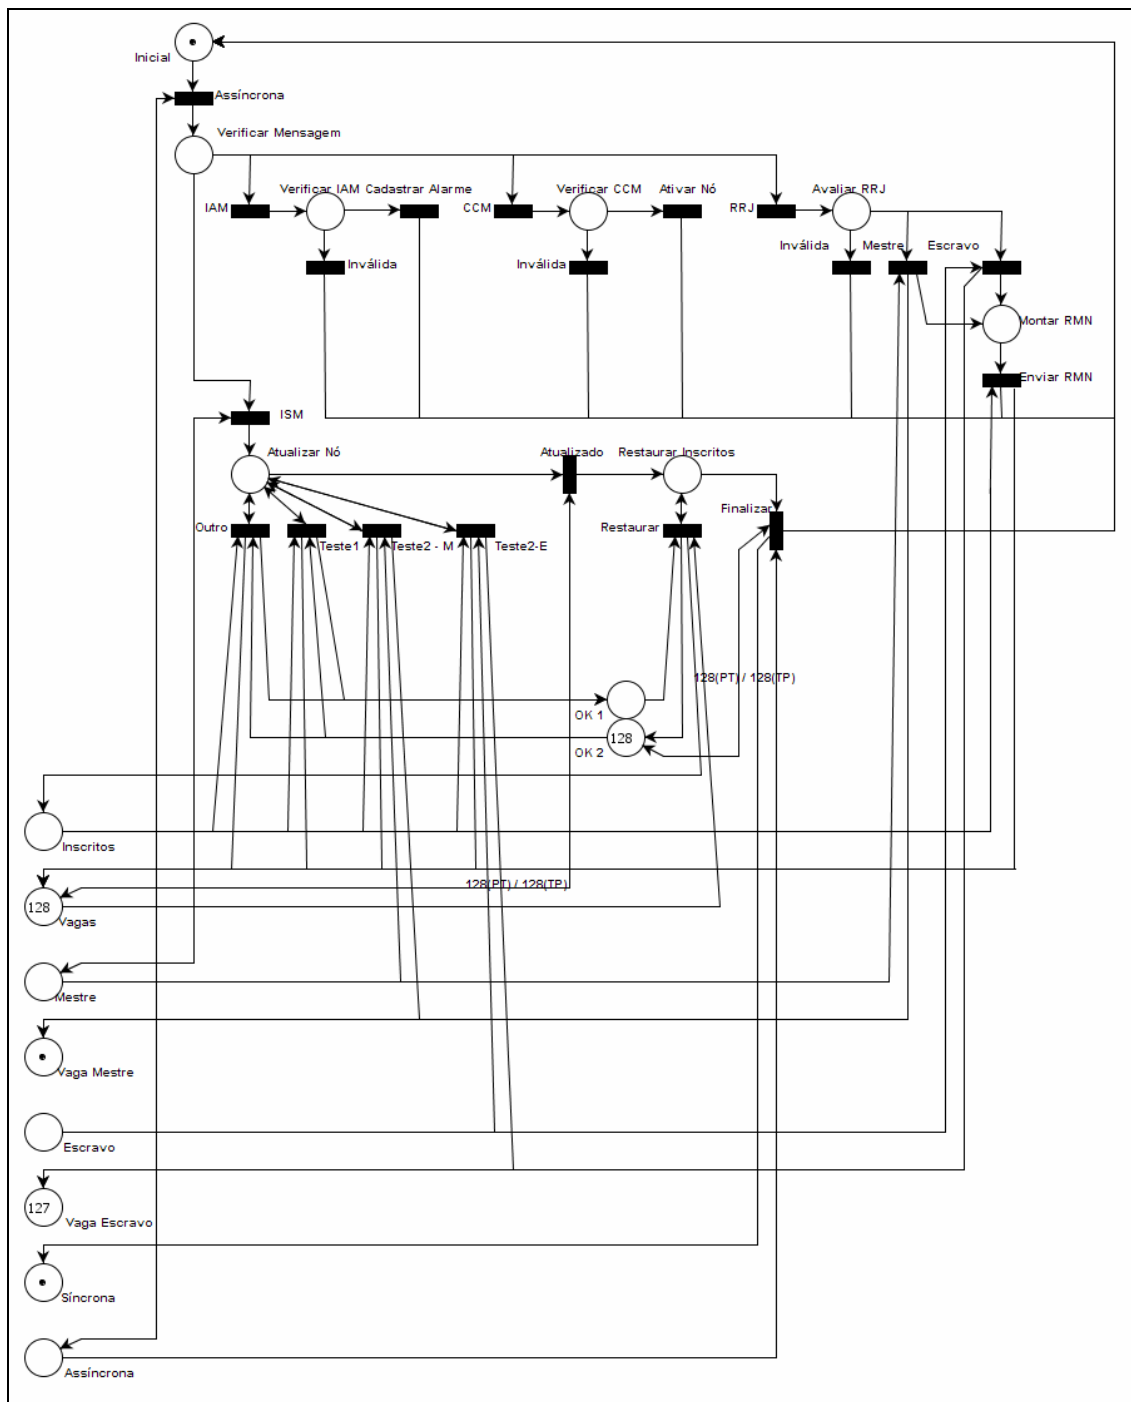 Inicial
Assíncrona
Verificar Mensagem
Verificar IAM
Cadastrar Alarme
Verificar CCM
Ativar Nó
Avaliar RRJ
IAM
CCM
RRJ
Inválida
Inválida
Inválida
Mestre
Escravo
Montar RMN
Enviar RMN
ISM
Atualizar Nó
Atualizado
Restaurar Inscritos
Finalizar
Outro
Teste1
Teste2 - M
Teste2-E
Restaurar
128(PT) / 128(TP)
OK 1
128
OK 2
Inscritos
128(PT) / 128(TP)
128
Vagas
Mestre
Vaga Mestre
Escravo
127
Vaga Escravo
Síncrona
Assíncrona